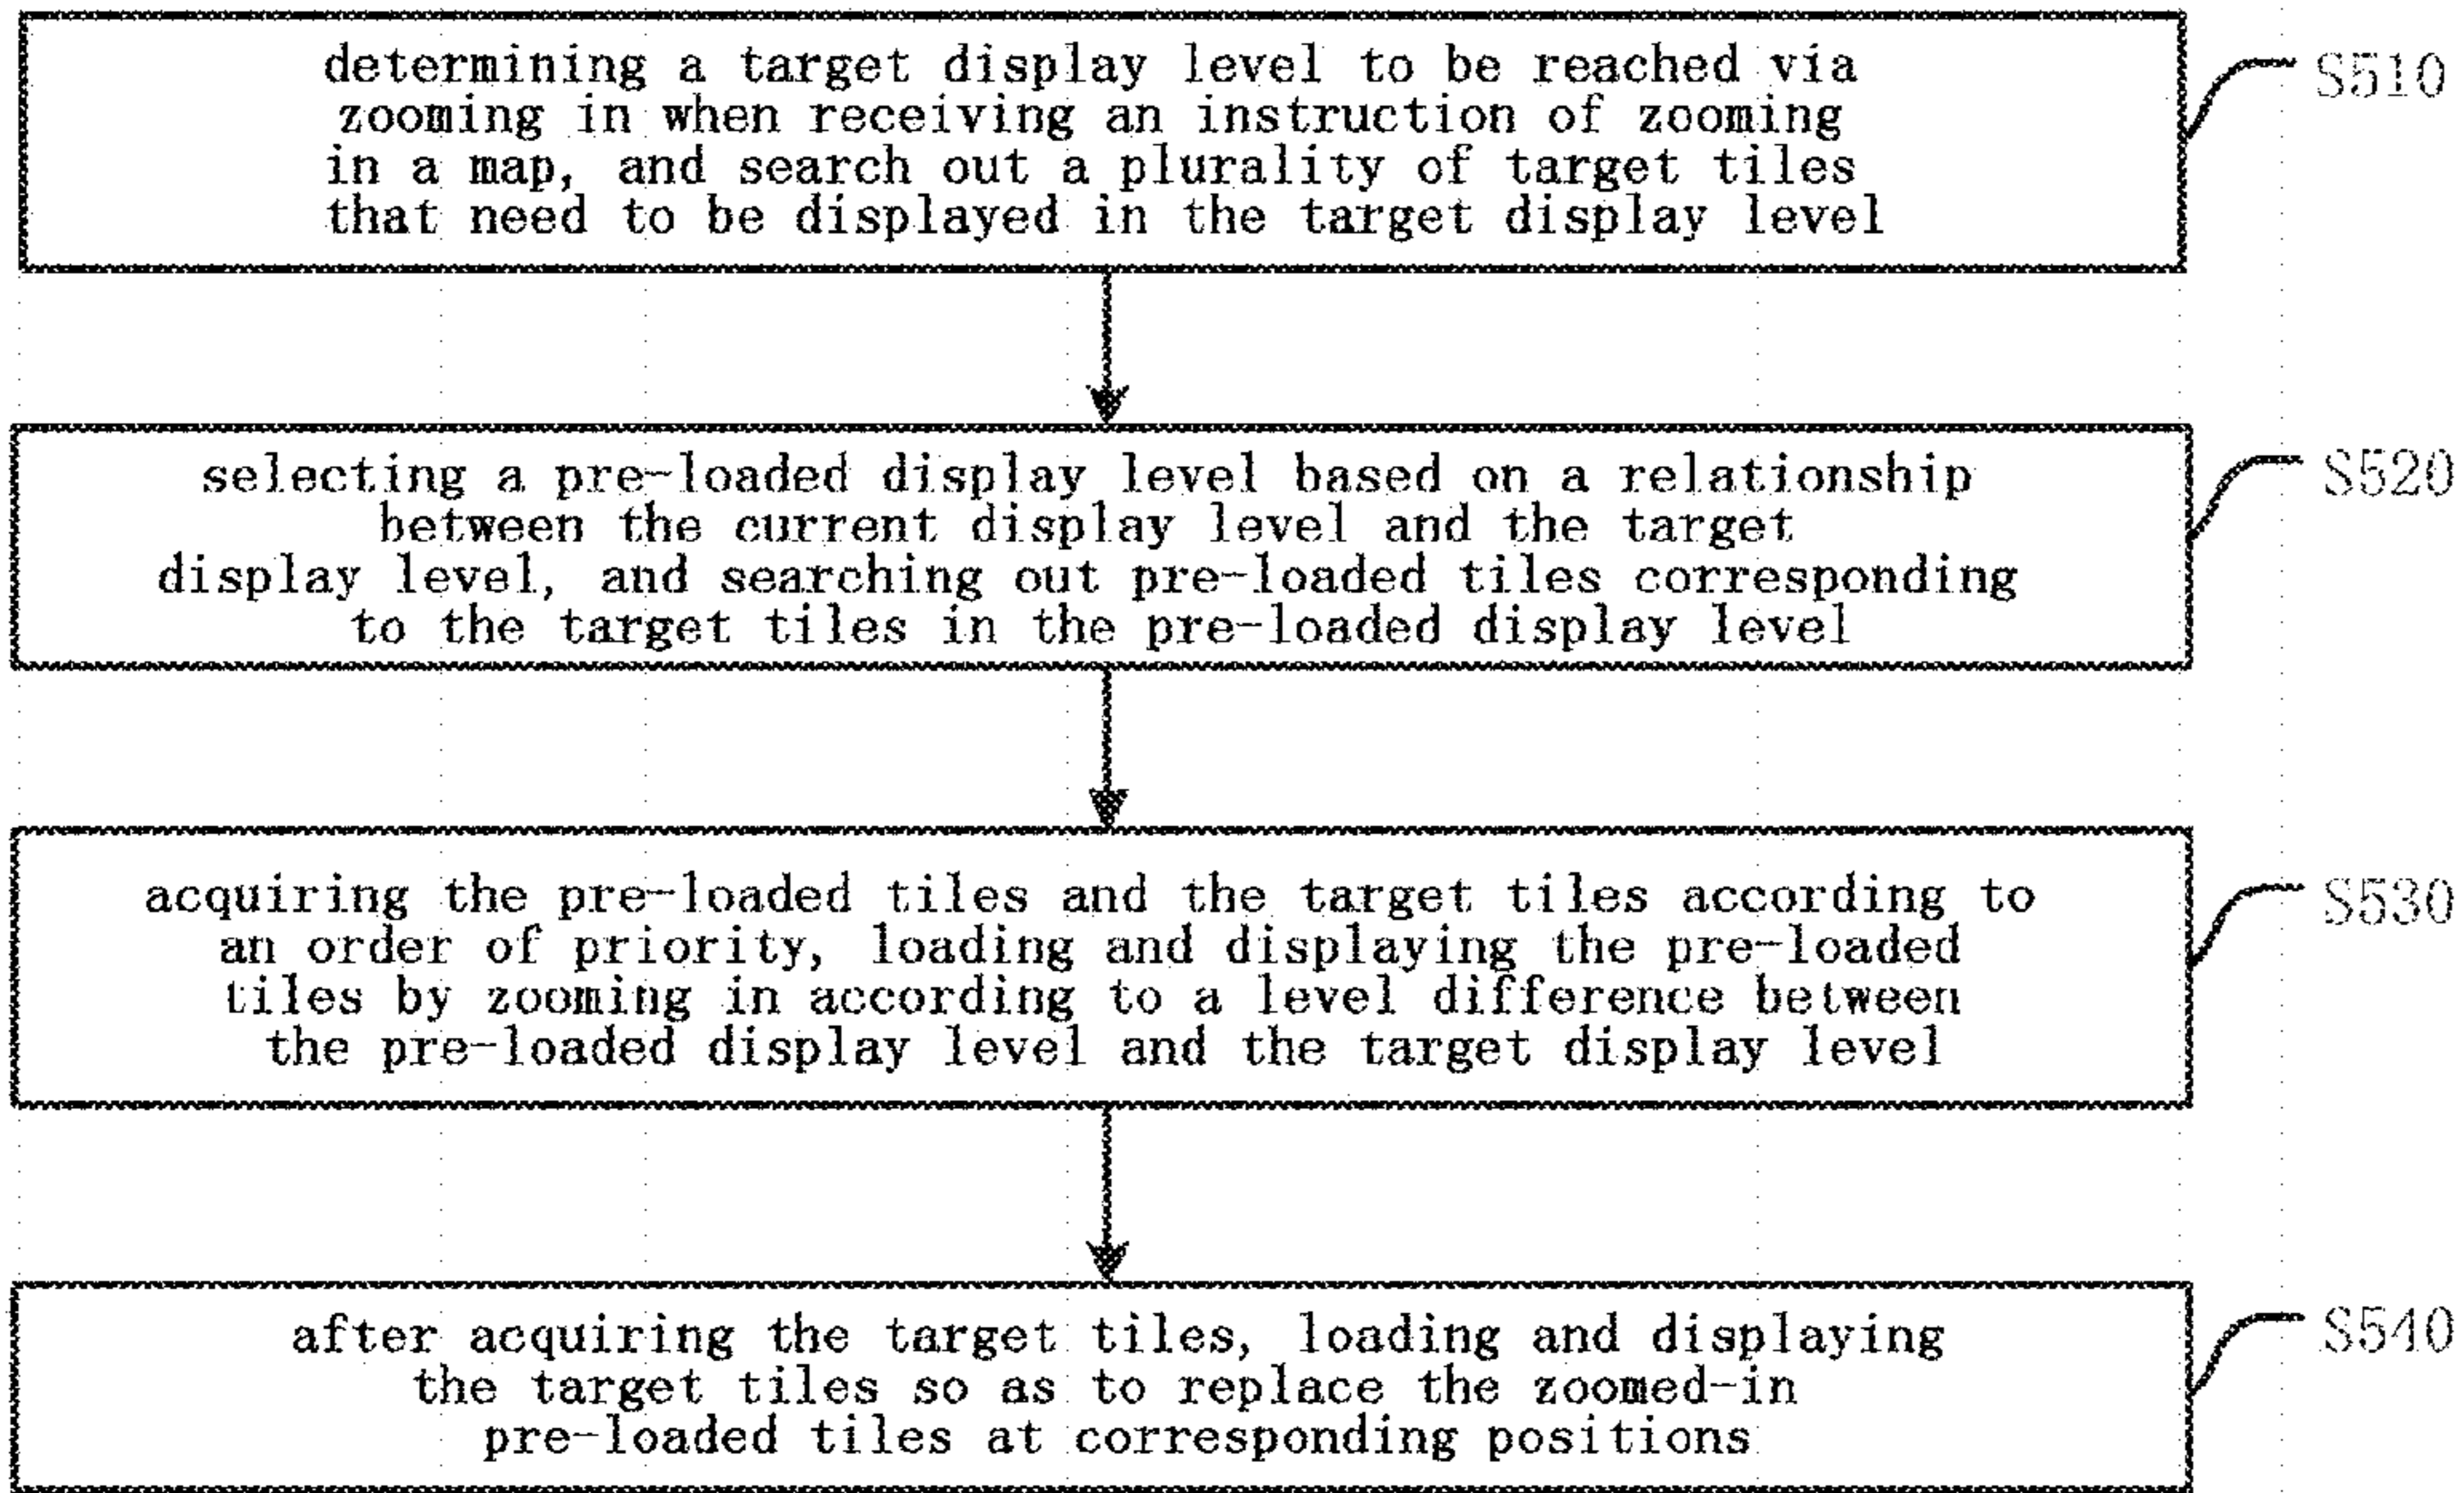 determining a target display level to be reached via
zooming in when receiving an instruction of zooming
in a map, and search out a plurality of target tiles
that need to be displayed in the target display level
S510
selecting a pre-loaded display level based on a relationship
between the current display level and the target
display level, and searching out pre-loaded tiles corresponding
to the target tiles in the pre-loaded display level
S520
acquiring the pre-loaded tiles and the target tiles according to
an order of priority, loading and displaying the pre-loaded
tiles by zooming in according to a level difference between
the pre-loaded display level and the target display level
S530
after acquiring the target tiles, loading and displaying
the target tiles so as to replace the zoomed-in
pre-loaded tiles at corresponding positions
S540